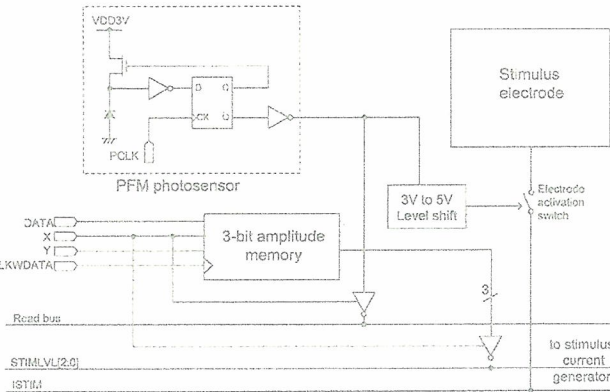 VDD3V
D
Q
CK
Q
PCLK
PFM photosensor
Stimulus
electrode
3V to 5V
Level shift
Electrode
activation
switch
DATA
X
Y
LKWDATA
3-bit amplitude
memory
3
Read bus
STIMLVL[2:0]
ISTIM
to stimulus
current
generator